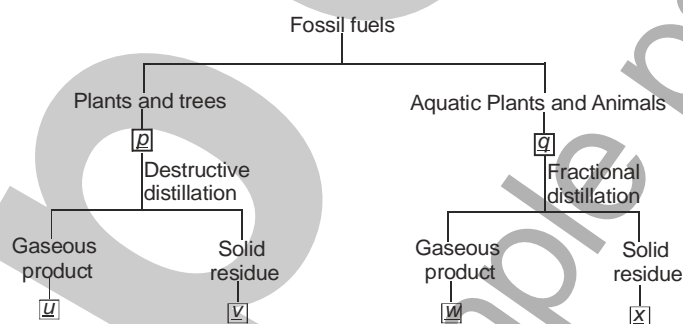 Fossil fuels
Plants and trees
Aquatic Plants and Animals
p
q
Destructive
distillation
Fractional
distillation
Gaseous
product
Solid
residue
Gaseous
product
Solid
residue
u
v
w
x